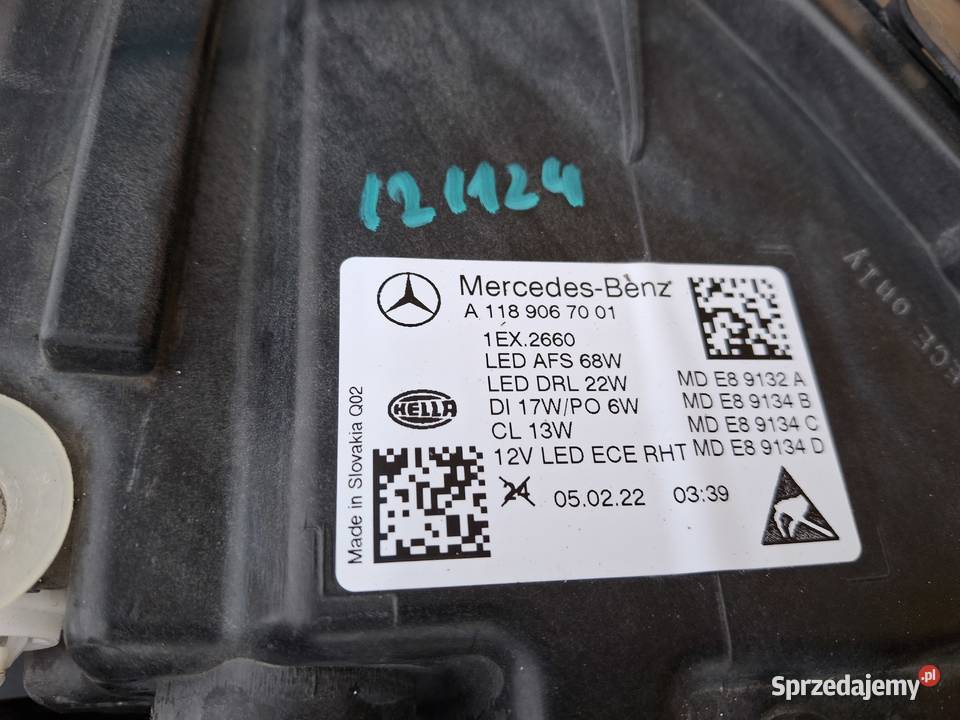 121124
Mercedes-Benz
A 118 906 70 01
1EX.2660
LED AFS 68W
LED DRL 22W
DI 17W/PO 6W
CL 13W
12V LED ECE RHT
MD E8 9132 A
MD E8 9134 B
MD E8 9134 C
MD E8 9134 D
HELLA
Made in Slovakia Q02
24 05.02.22 03:39
ECE only
Sprzedajemy.pl